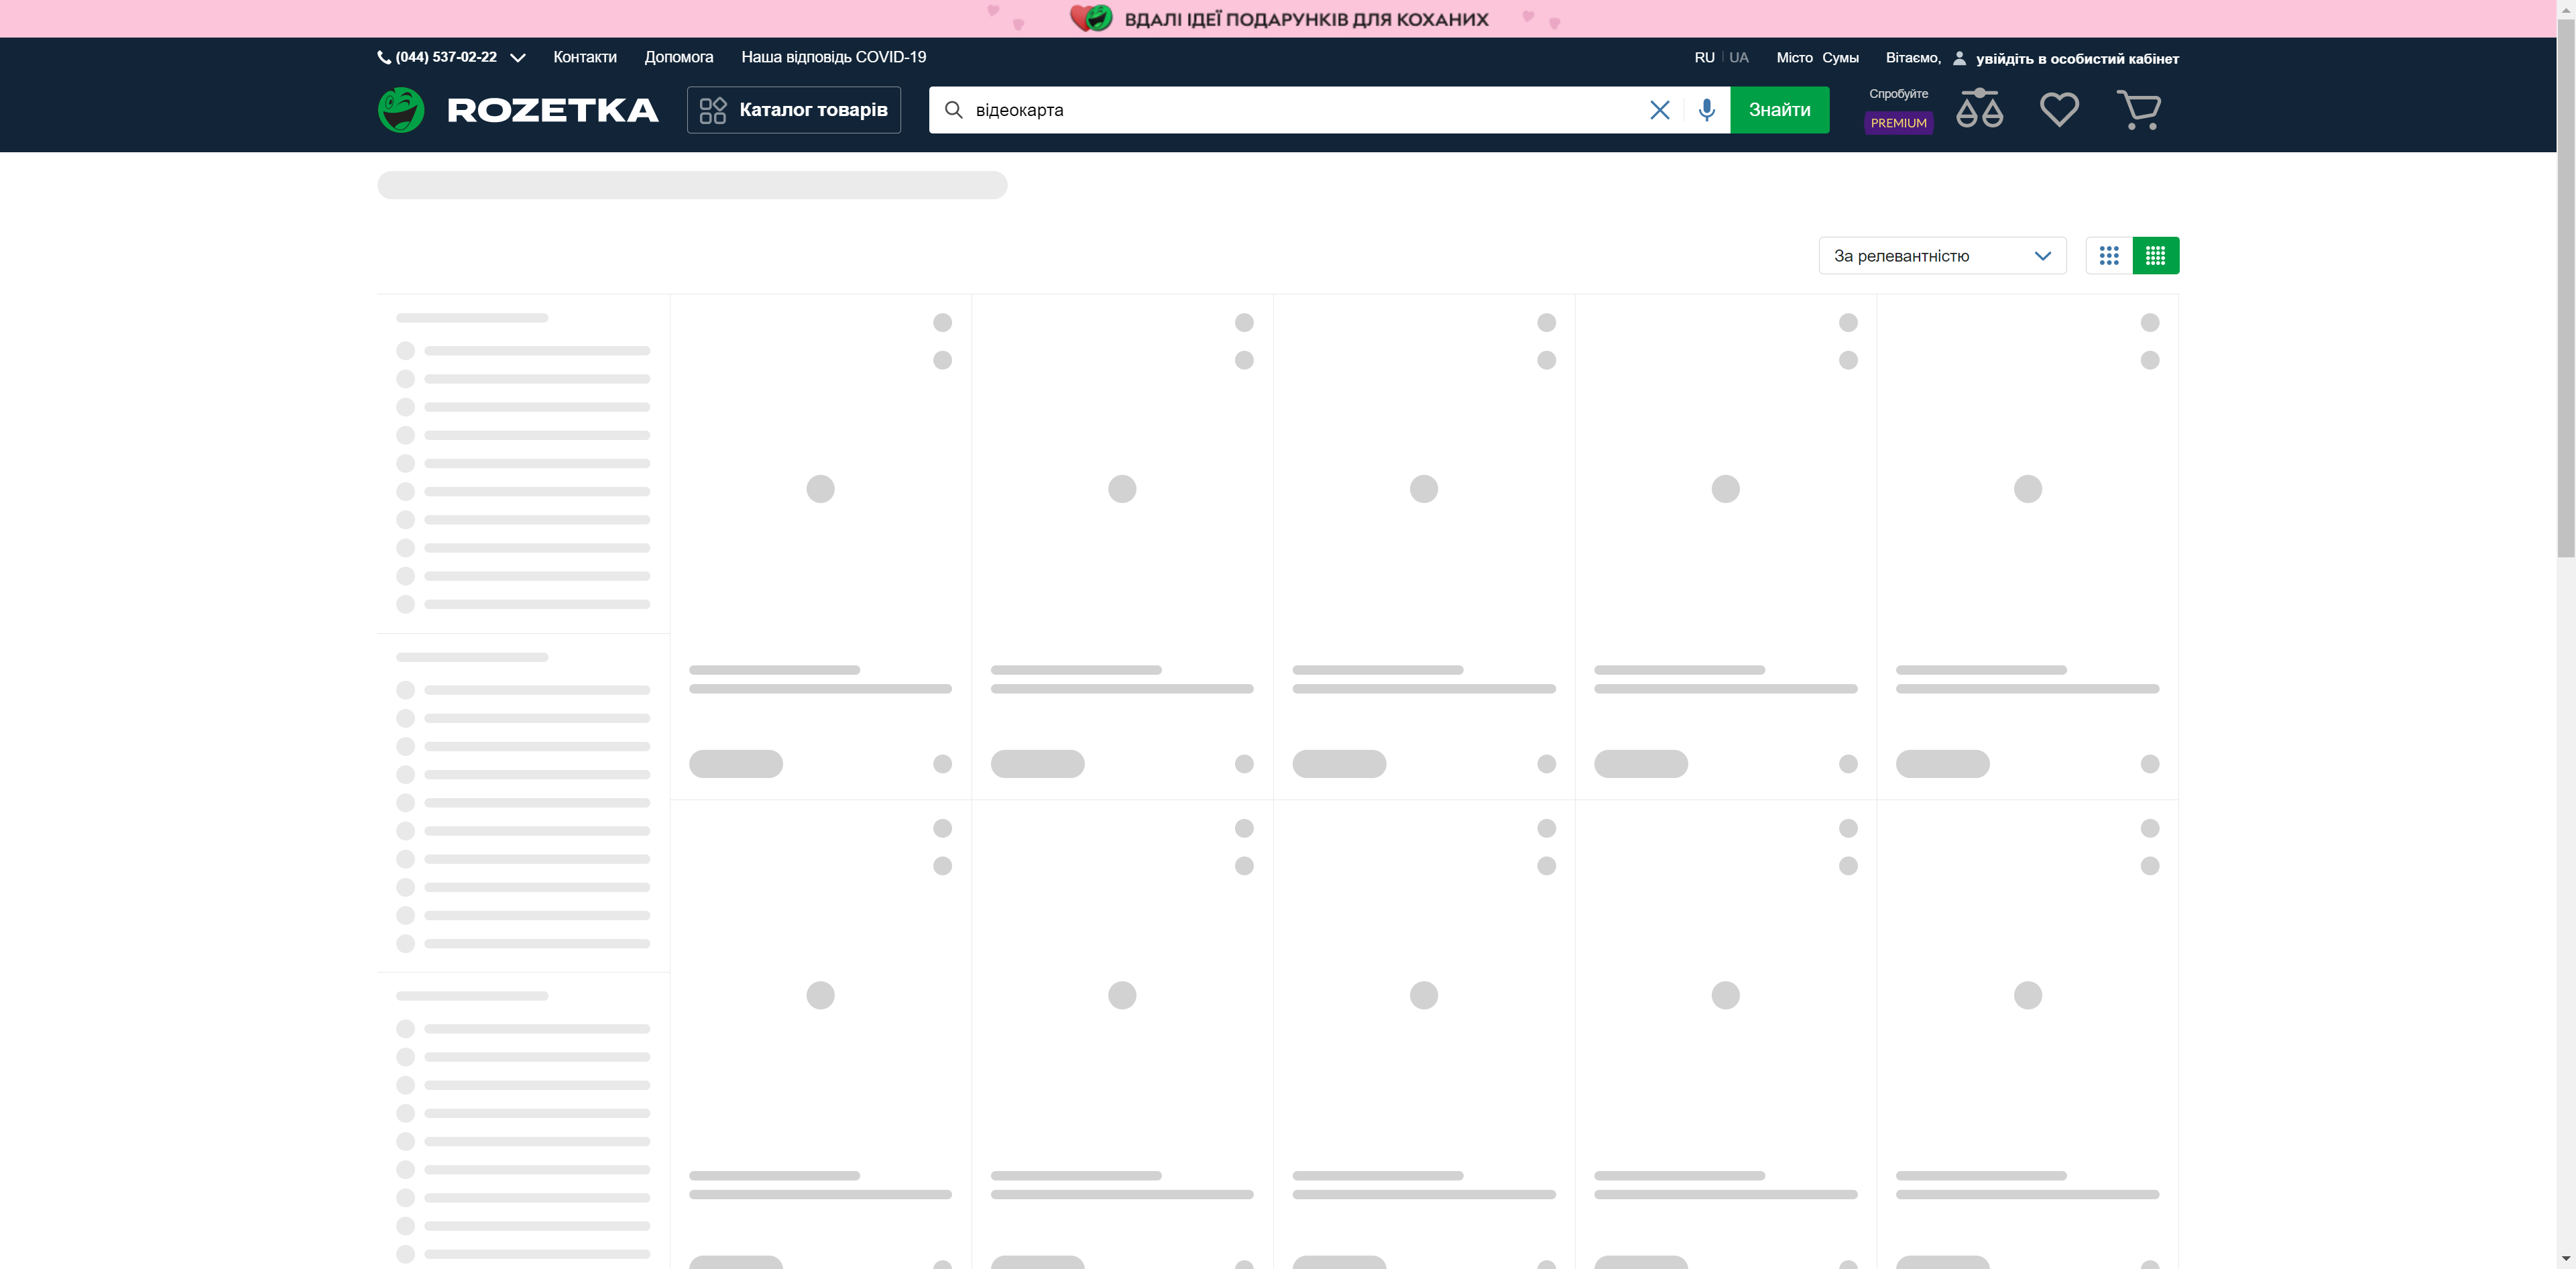 ВДАЛІ ІДЕЇ ПОДАРУНКІВ ДЛЯ КОХАНИХ
(044) 537-02-22 Контакти Допомога Наша відповідь COVID-19 RU UA Місто Сумы Вітаємо, увійдіть в особистий кабінет
ROZETKA Каталог товарів відеокарта Знайти Спробуйте
PREMIUM
За релевантністю